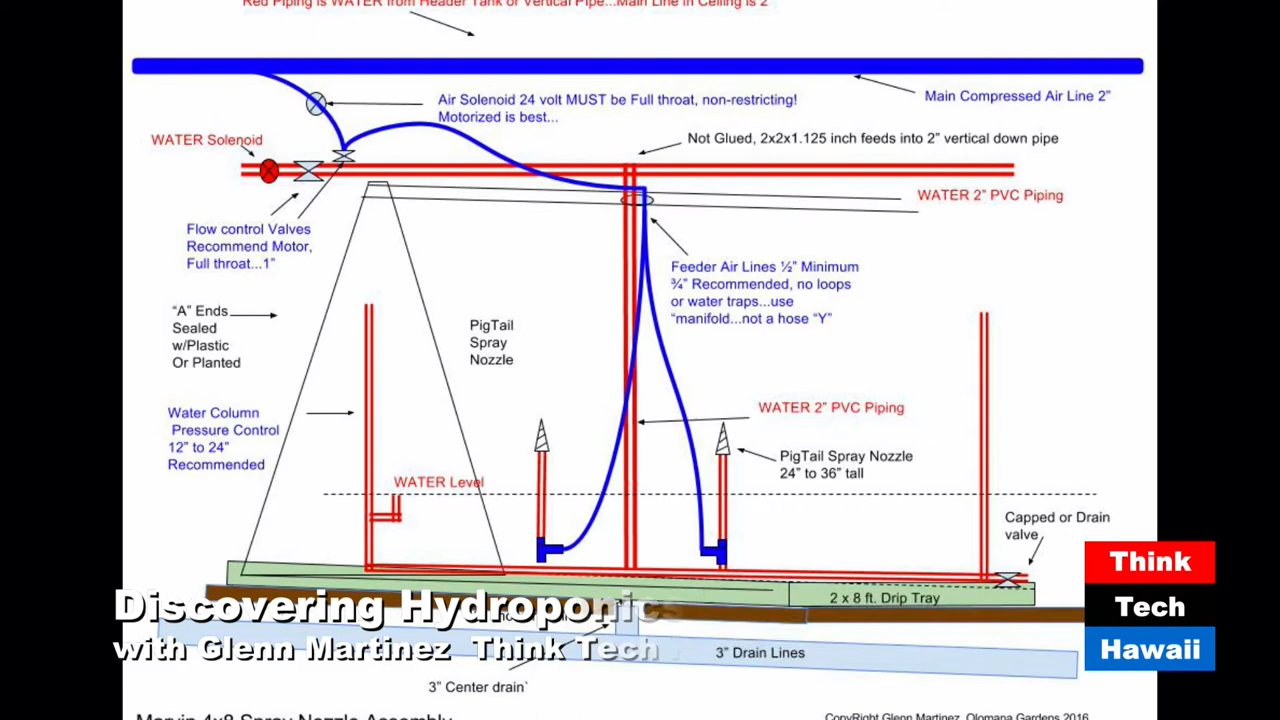 Red Piping is WATER from Header Tank or Vertical Pipe...Main Line in Ceiling is 2"
Air Solenoid 24 volt MUST be Full throat, non-restricting!
Motorized is best...
Main Compressed Air Line 2”
WATER Solenoid
Not Glued, 2x2x1.125 inch feeds into 2” vertical down pipe
WATER 2” PVC Piping
Flow control Valves
Recommend Motor,
Full throat...1”
Feeder Air Lines ½” Minimum
¾” Recommended, no loops
or water traps...use
“manifold...not a hose “Y”
“A” Ends
Sealed
w/Plastic
Or Planted
PigTail
Spray
Nozzle
Water Column
Pressure Control
12” to 24”
Recommended
WATER 2” PVC Piping
PigTail Spray Nozzle
24” to 36” tall
WATER Level
Capped or Drain
valve
2 x 8 ft. Drip Tray
3” Drain Lines
3” Center drain`
Discovering Hydroponics
with Glenn Martinez Think Tech
Think
Tech
Hawaii
Marvin 4x8 Spray Nozzle Assembly
CopyRight Glenn Martinez, Olomana Gardens 2016